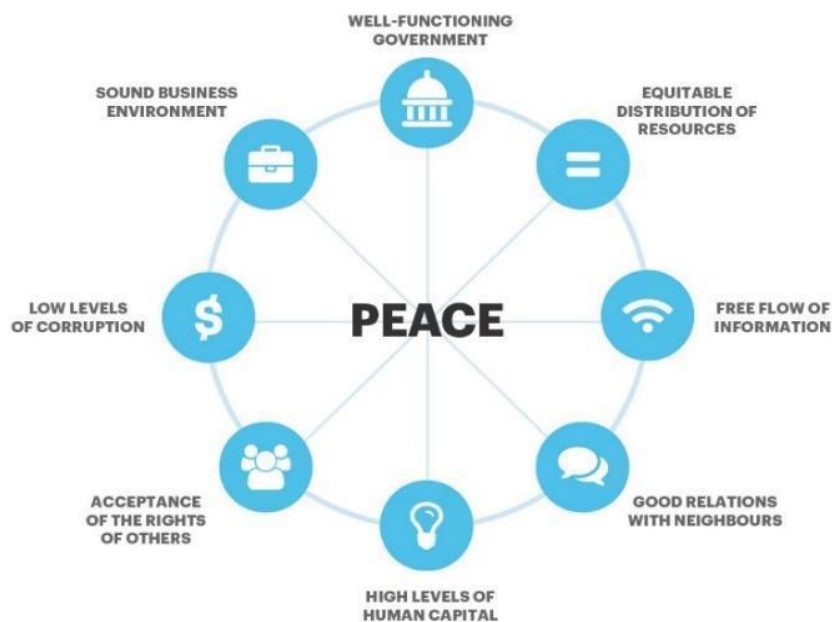 WELL-FUNCTIONING
GOVERNMENT
SOUND BUSINESS
ENVIRONMENT
EQUITABLE
DISTRIBUTION OF
RESOURCES
LOW LEVELS
OF CORRUPTION
$
PEACE
FREE FLOW OF
INFORMATION
ACCEPTANCE
OF THE RIGHTS
OF OTHERS
GOOD RELATIONS
WITH NEIGHBOURS
HIGH LEVELS OF
HUMAN CAPITAL